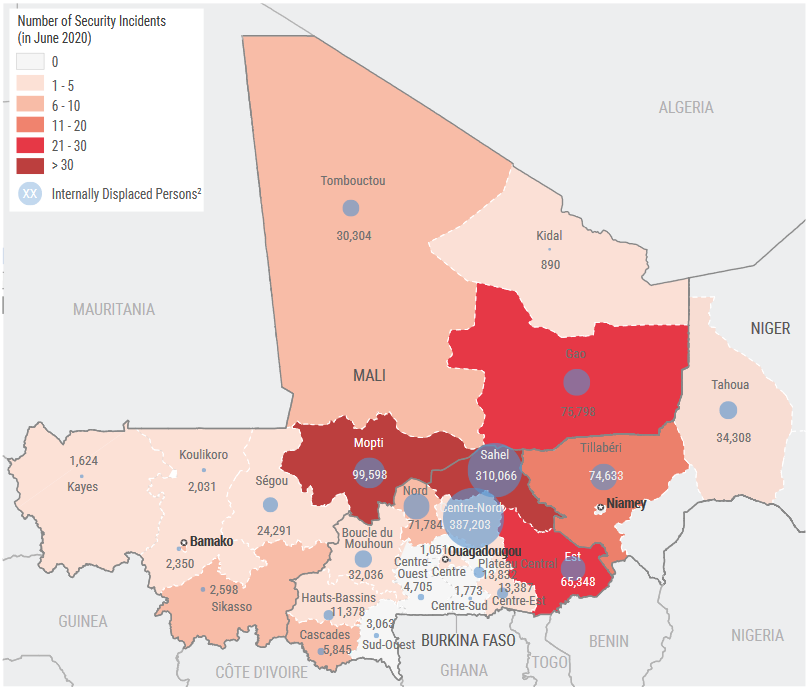 Number of Security Incidents
(in June 2020)
0
1 - 5
6 - 10
11 - 20
21 - 30
> 30
XX Internally Displaced Persons²
ALGERIA
Tombouctou
30,304
Kidal
890
MAURITANIA
NIGER
MALI
Gao
75,798
Tahoua
34,308
Mopti
99,598
Sahel
310,066
Tillabéri
74,633
Niamey
1,624
Kayes
Koulikoro
2,031
Ségou
24,291
Nord
71,784
Centre-Nord
387,203
Bamako
2,350
Boucle du
Mouhoun
32,036
1,051
Ouagadougou
Centre-
Ouest
4,705
Centre
Plateau Central
Est
65,348
13,387
Centre-Est
1,773
Centre-Sud
2,598
Sikasso
Hauts-Bassins
11,378
3,063
Sud-Ouest
Cascades
5,845
GUINEA
BURKINA FASO
CÔTE D'IVOIRE
GHANA
TOGO
BENIN
NIGERIA